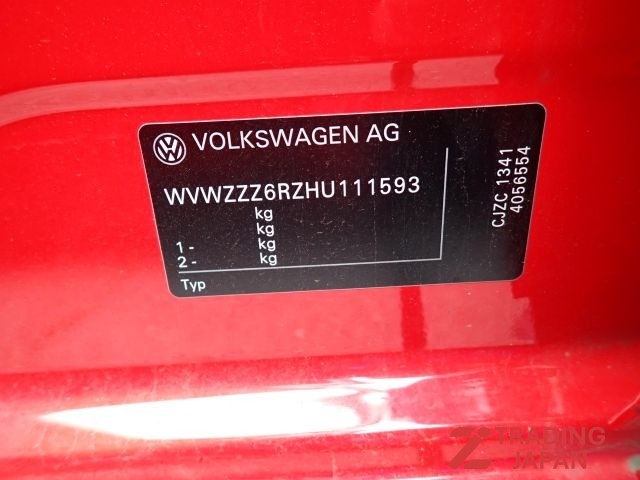 VOLKSWAGEN AG
WVWZZZ6RZHU111593
kg
kg
1 - kg
2 - kg
Typ
CJZC 1341
4056554
TRADING
JAPAN